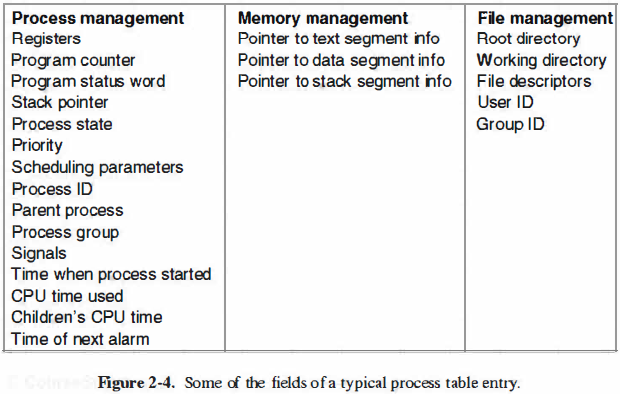 Process management
Registers
Program counter
Program status word
Stack pointer
Process state
Priority
Scheduling parameters
Process ID
Parent process
Process group
Signals
Time when process started
CPU time used
Children's CPU time
Time of next alarm
Memory management
Pointer to text segment info
Pointer to data segment info
Pointer to stack segment info
File management
Root directory
Working directory
File descriptors
User ID
Group ID
Figure 2-4. Some of the fields of a typical process table entry.